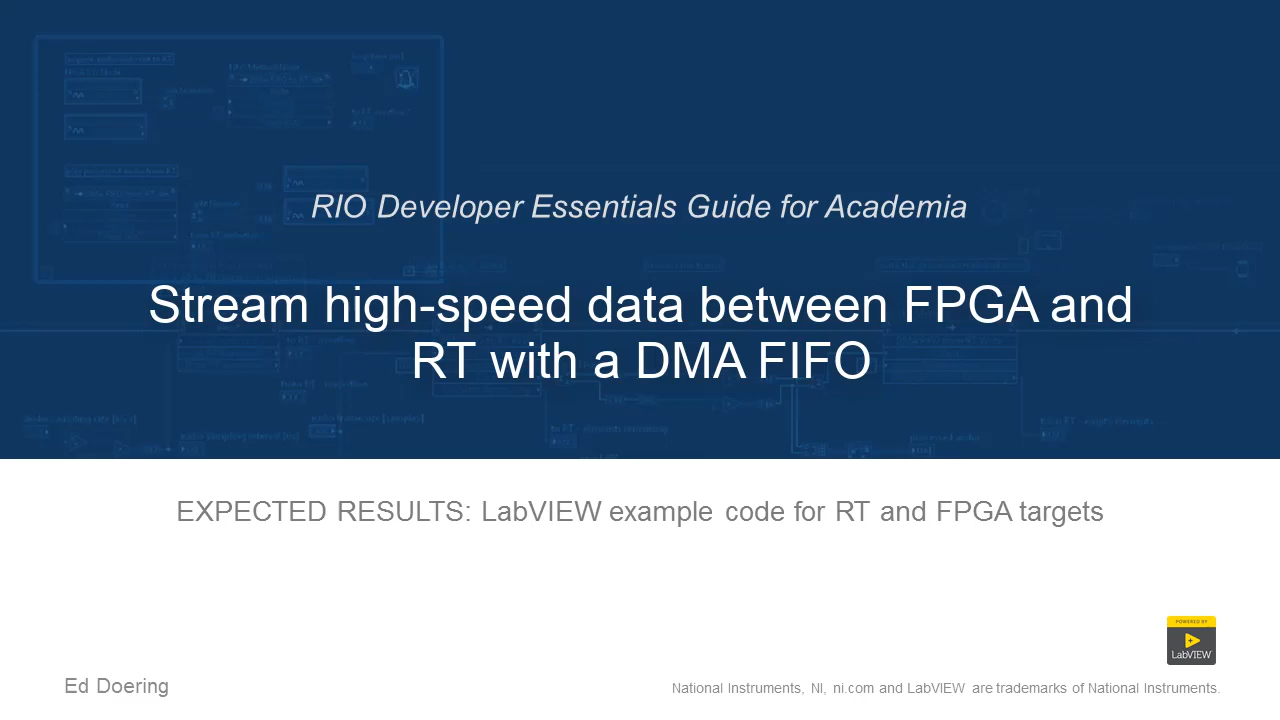 RIO Developer Essentials Guide for Academia
Stream high-speed data between FPGA and
RT with a DMA FIFO
EXPECTED RESULTS: LabVIEW example code for RT and FPGA targets
POWERED BY
LabVIEW
Ed Doering
National Instruments, NI, ni.com and LabVIEW are trademarks of National Instruments.